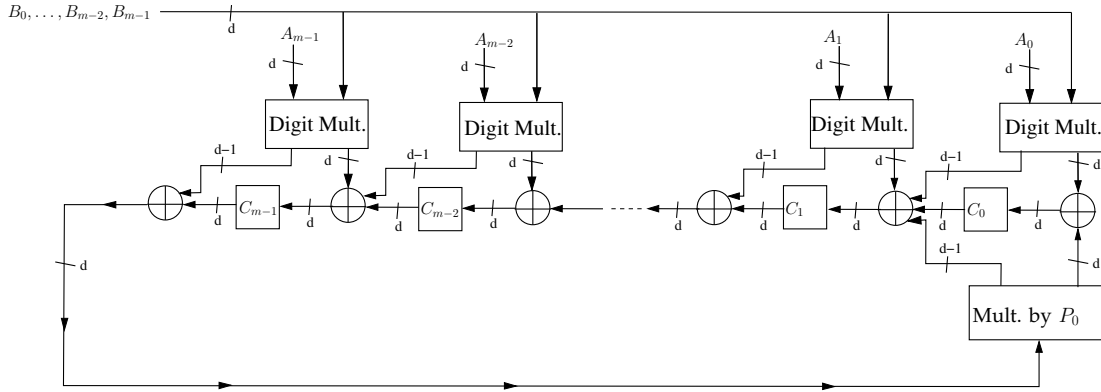 B₀, . . . , Bₘ₋₂, Bₘ₋₁
d
Aₘ₋₁ Aₘ₋₂ A₁ A₀
d d d d
Digit Mult. Digit Mult. Digit Mult. Digit Mult.
d-1 d d-1 d d-1 d d-1 d
Cₘ₋₁ Cₘ₋₂ C₁ C₀
d d d d d d d d d
d d-1 d
Mult. by P₀